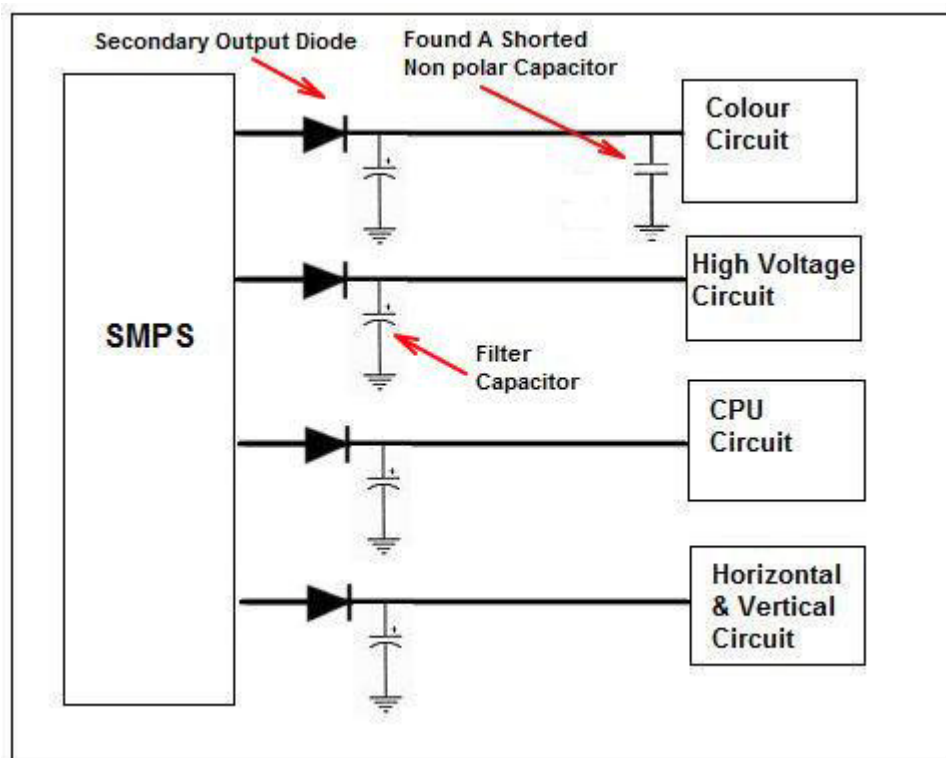 Secondary Output Diode
Found A Shorted
Non polar Capacitor
Colour
Circuit
High Voltage
Circuit
SMPS
Filter
Capacitor
CPU
Circuit
Horizontal
& Vertical
Circuit